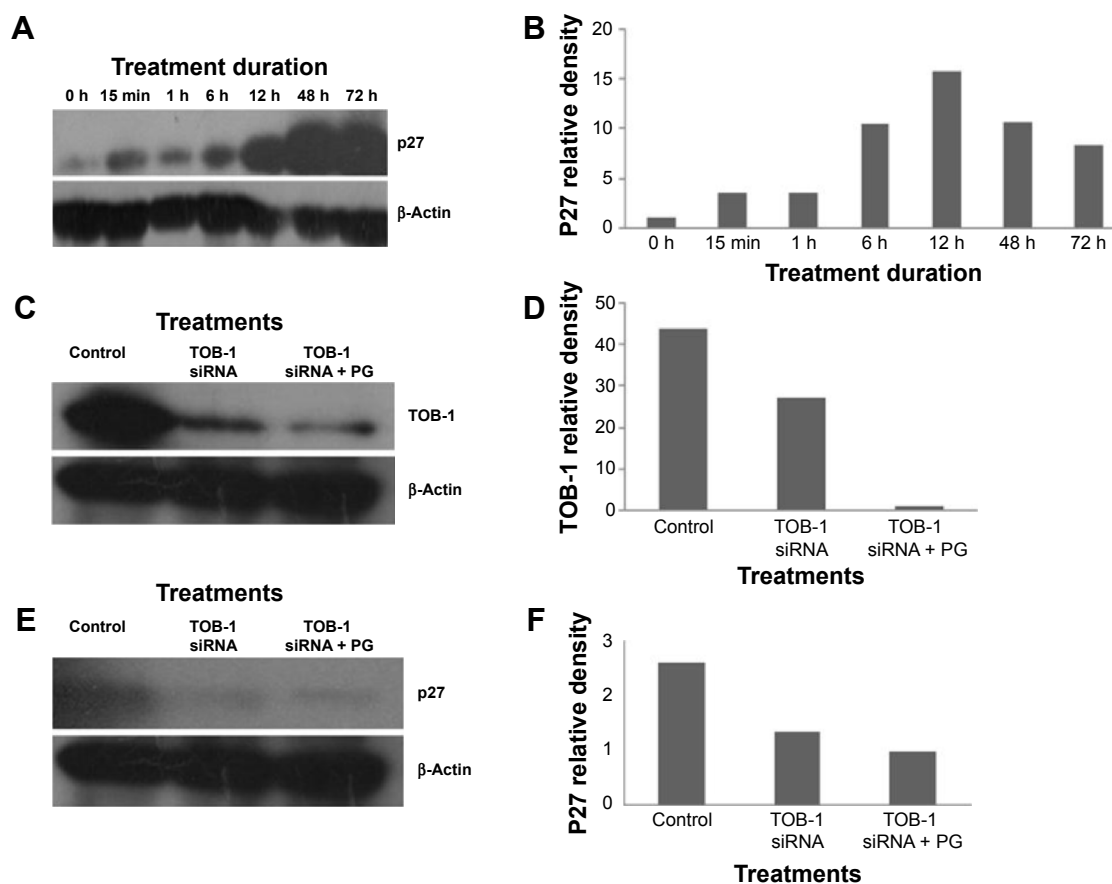 A
Treatment duration
0 h 15 min 1 h 6 h 12 h 48 h 72 h
p27
β-Actin
B
P27 relative density
20
15
10
5
0
0 h 15 min 1 h 6 h 12 h 48 h 72 h
Treatment duration
C
Treatments
Control TOB-1 TOB-1
siRNA siRNA + PG
TOB-1
β-Actin
D
TOB-1 relative density
50
40
30
20
10
0
Control TOB-1 TOB-1
siRNA siRNA + PG
Treatments
E
Treatments
Control TOB-1 TOB-1
siRNA siRNA + PG
p27
β-Actin
F
P27 relative density
3
2
1
0
Control TOB-1 TOB-1
siRNA siRNA + PG
Treatments